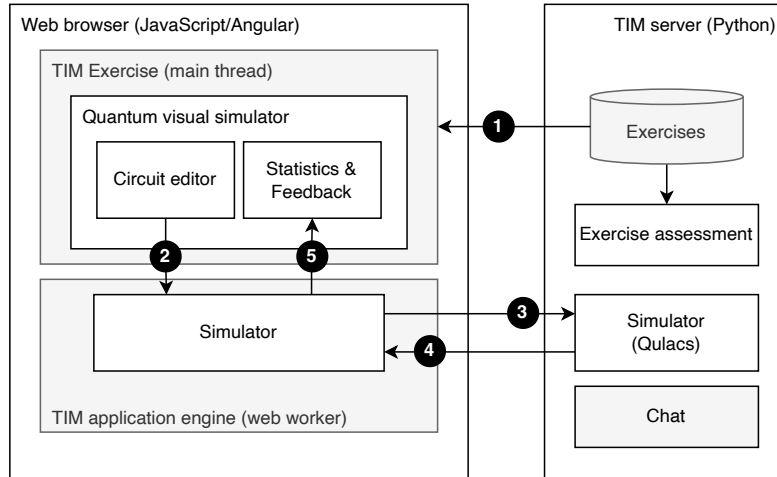 Web browser (JavaScript/Angular)
TIM server (Python)
TIM Exercise (main thread)
Quantum visual simulator
1
Exercises
Circuit editor
Statistics &
Feedback
Exercise assessment
2
5
Simulator
3
4
Simulator
(Qulacs)
TIM application engine (web worker)
Chat